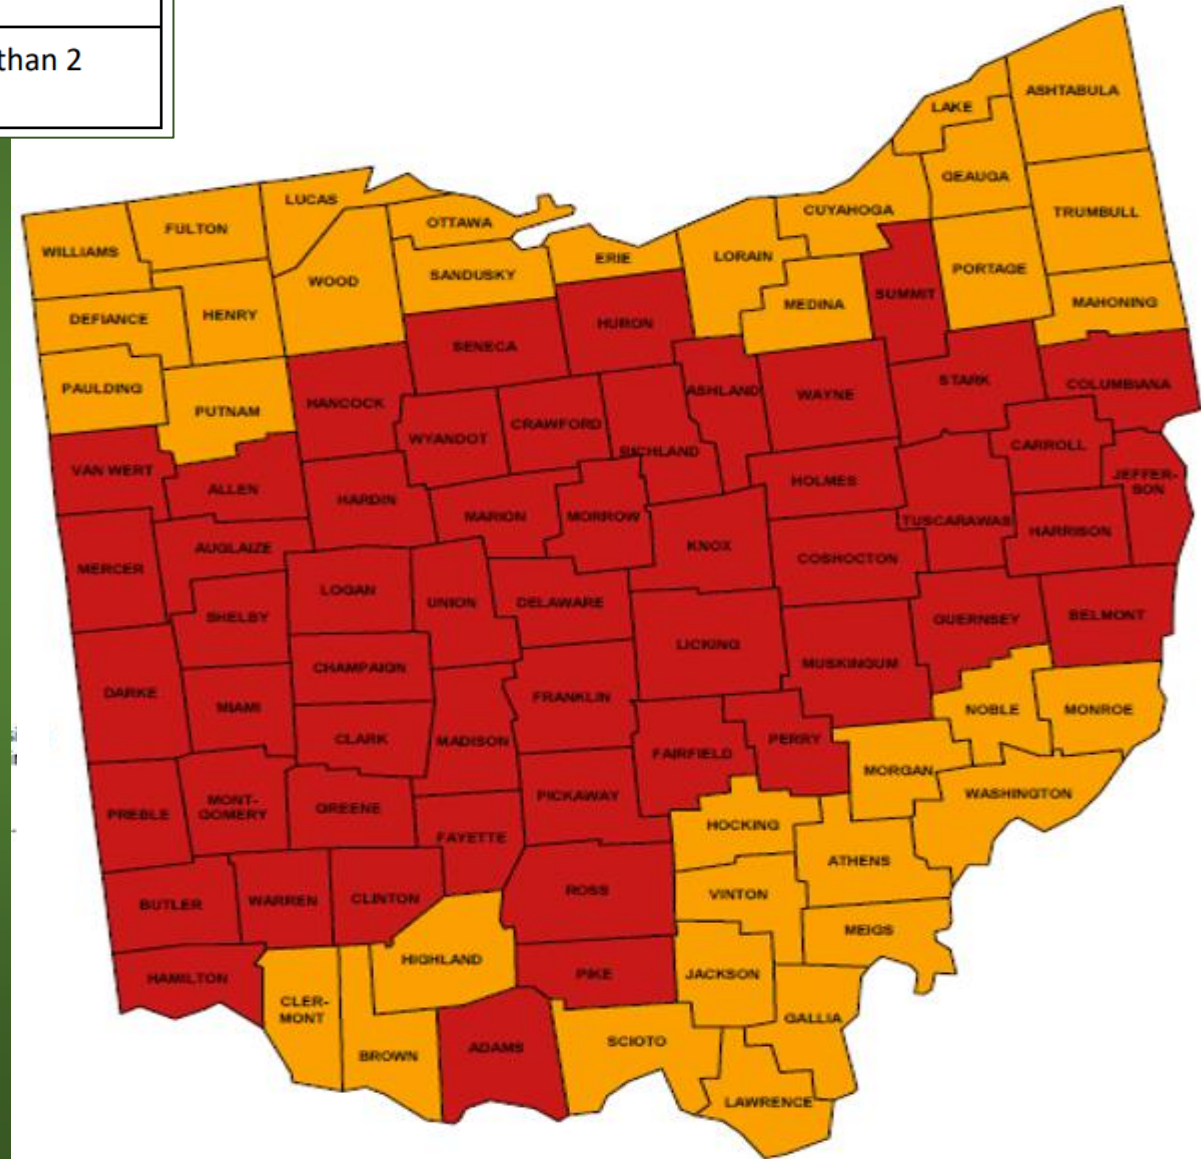 than 2
ASHTABULA
LAKE
GEAUGA
LUCAS
CUYAHOGA
TRUMBULL
FULTON
OTTAWA
WILLIAMS
ERIE
LORAIN
PORTAGE
SANDUSKY
WOOD
SUMMIT
MEDINA
MAHONING
HENRY
DEFIANCE
HURON
SENECA
STARK
COLUMBIANA
PAULDING
ASHLAND
WAYNE
HANCOCK
PUTNAM
CRAWFORD
WYANDOT
CARROLL
RICHLAND
VAN WERT
HOLMES
JEFFER-
SON
ALLEN
HARDIN
MARION
MORROW
TUSCARAWAS
HARRISON
KNOX
AUGLAIZE
COSHOCTON
MERCER
LOGAN
UNION
DELAWARE
SHELBY
GUERNSEY
BELMONT
LICKING
CHAMPAIGN
MUSKINGUM
DARKE
FRANKLIN
MIAMI
NOBLE
MONROE
CLARK
MADISON
PERRY
FAIRFIELD
MORGAN
PICKAWAY
WASHINGTON
PREBLE
MONT-
GOMERY
GREENE
HOCKING
FAYETTE
ATHENS
ROSS
VINTON
BUTLER
WARREN
CLINTON
MEIGS
HIGHLAND
HAMILTON
PIKE
JACKSON
CLER-
MONT
GALLIA
SCIOTO
ADAMS
BROWN
LAWRENCE